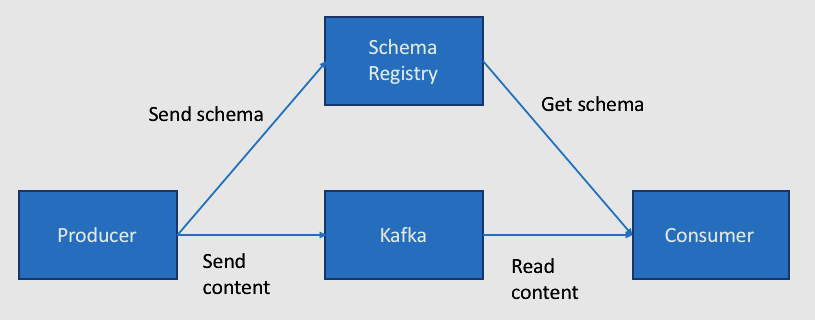 Schema
Registry
Send schema
Get schema
Producer
Kafka
Consumer
Send
content
Read
content